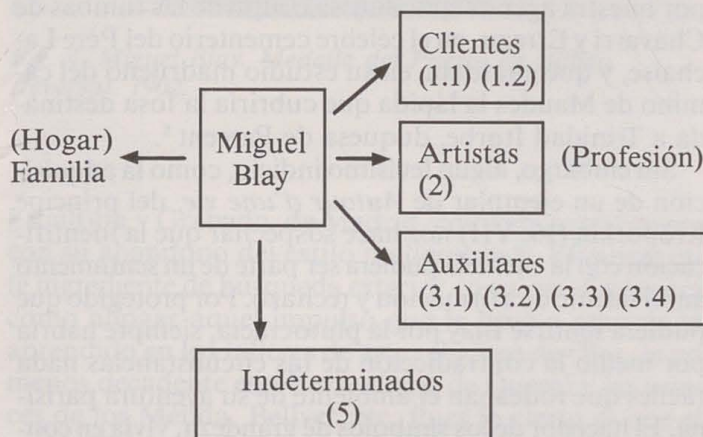 Clientes
(1.1) (1.2)
(Hogar)
Familia
Miguel
Blay
Artistas
(2)
(Profesión)
Auxiliares
(3.1) (3.2) (3.3) (3.4)
Indeterminados
(5)